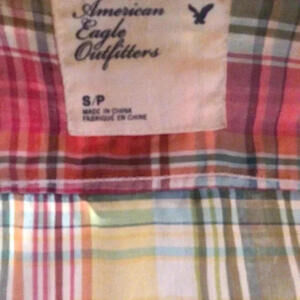 American
Eagle
Outfitters
S/P
MADE IN CHINA
FABRIQUÉ EN CHINE